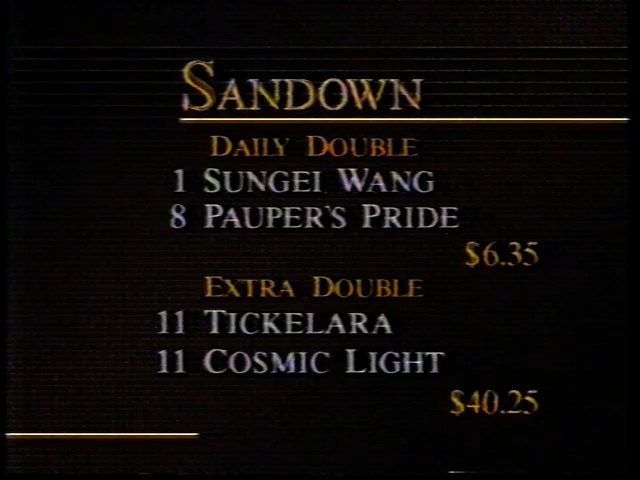 SANDOWN
DAILY DOUBLE
1 SUNGEI WANG
8 PAUPER'S PRIDE
$6.35
EXTRA DOUBLE
11 TICKELARA
11 COSMIC LIGHT
$40.25